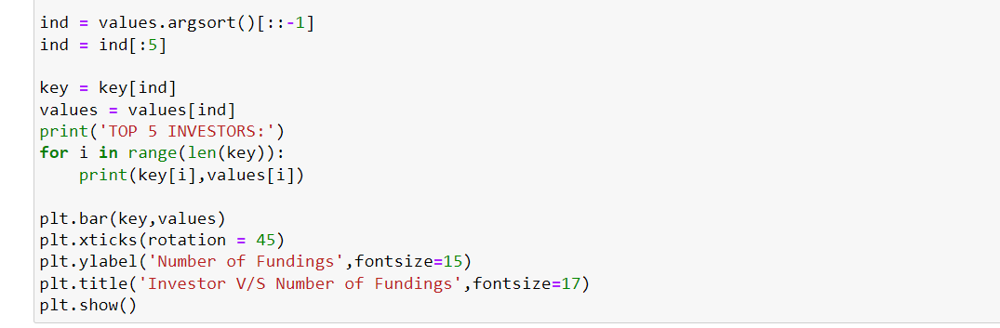 ind = values.argsort()[::-1]
ind = ind[:5]
key = key[ind]
values = values[ind]
print('TOP 5 INVESTORS:')
for i in range(len(key)):
    print(key[i],values[i])
plt.bar(key,values)
plt.xticks(rotation = 45)
plt.ylabel('Number of Fundings',fontsize=15)
plt.title('Investor V/S Number of Fundings',fontsize=17)
plt.show()